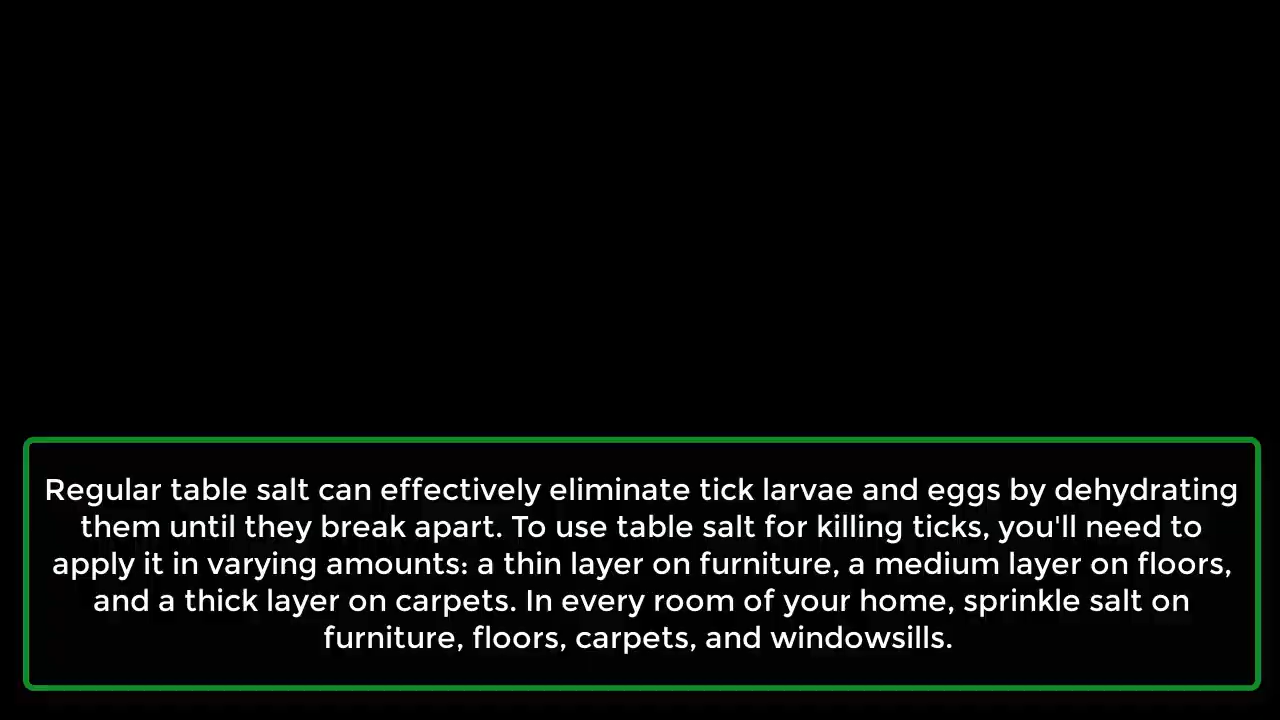 Regular table salt can effectively eliminate tick larvae and eggs by dehydrating
them until they break apart. To use table salt for killing ticks, you'll need to
apply it in varying amounts: a thin layer on furniture, a medium layer on floors,
and a thick layer on carpets. In every room of your home, sprinkle salt on
furniture, floors, carpets, and windowsills.